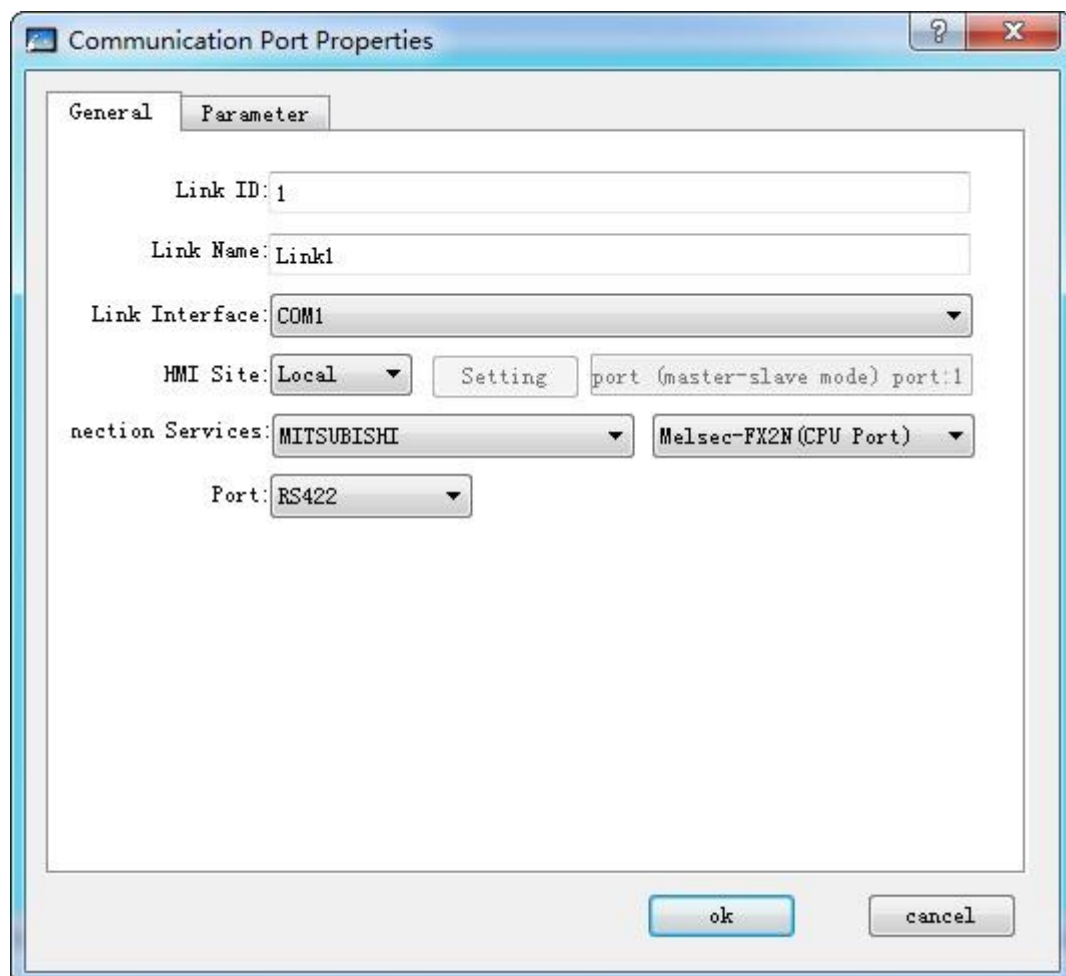 Communication Port Properties
General Parameter
Link ID: 1
Link Name: Link1
Link Interface: COM1
HMI Site: Local Setting port (master-slave mode) port:1
nection Services: MITSUBISHI Melsec-FX2N(CPU Port)
Port: RS422
ok cancel